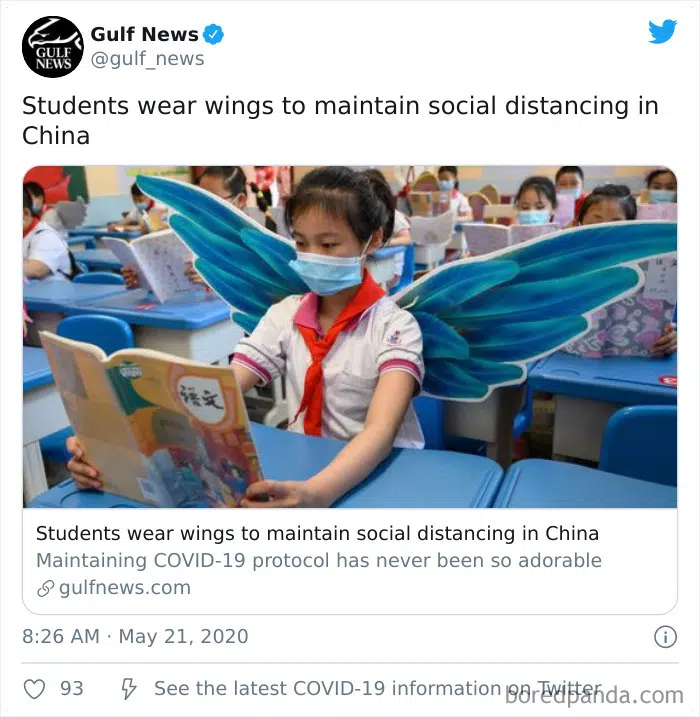 Gulf News
@gulf_news
GULF
NEWS
Students wear wings to maintain social distancing in
China
语文
Students wear wings to maintain social distancing in China
Maintaining COVID-19 protocol has never been so adorable
gulfnews.com
8:26 AM · May 21, 2020
93 See the latest COVID-19 information on Twitter
boredpanda.com